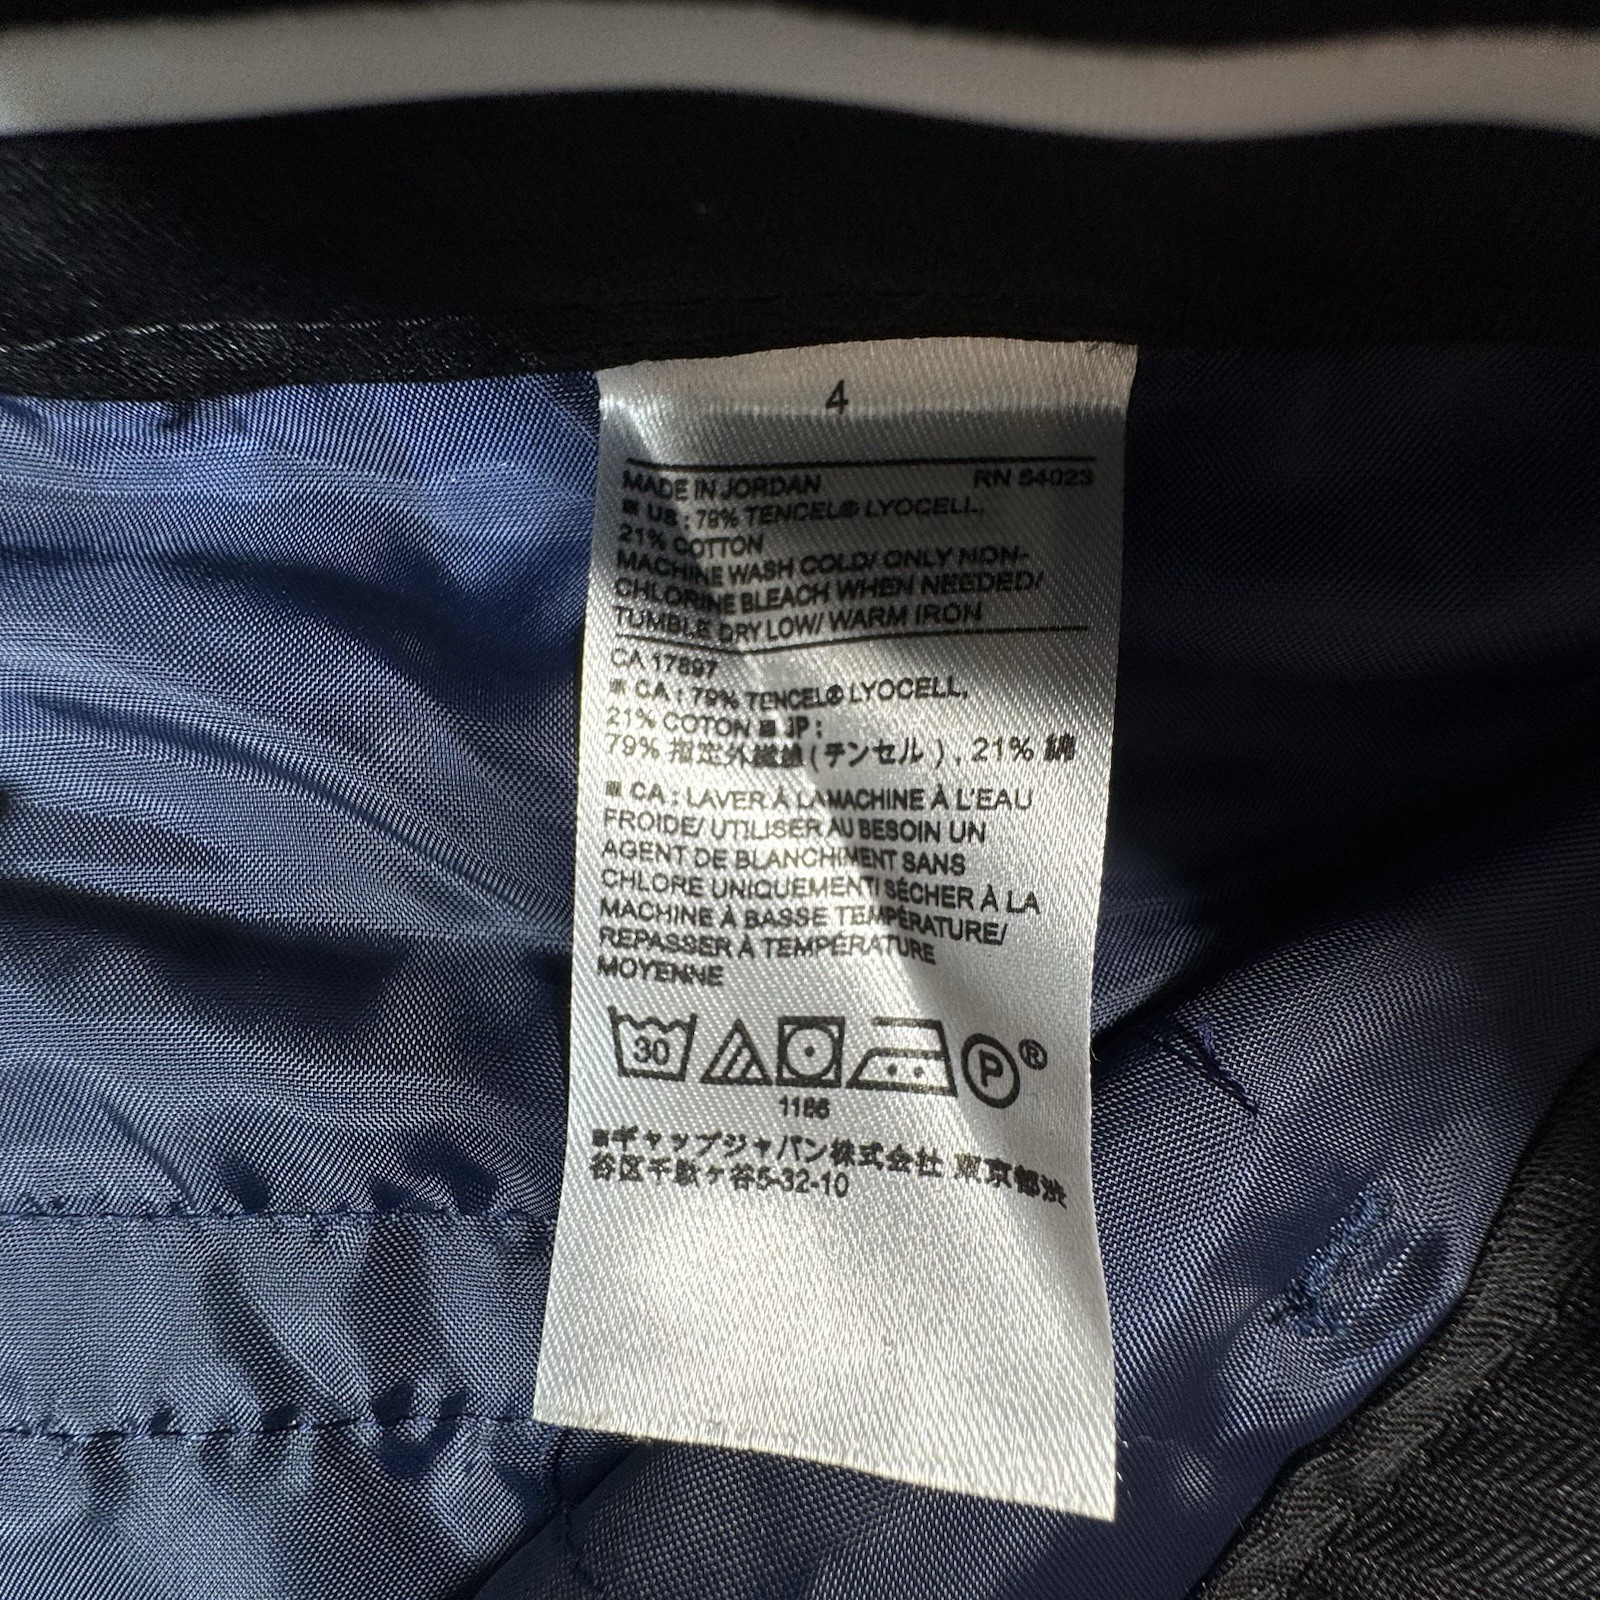 4
MADE IN JORDAN RN 54023
■ US : 79% TENCEL® LYOCELL,
21% COTTON
MACHINE WASH COLD/ ONLY NON-
CHLORINE BLEACH WHEN NEEDED/
TUMBLE DRY LOW/ WARM IRON
CA 17897
■ CA : 79% TENCEL® LYOCELL,
21% COTON ■ JP :
79% 指定外繊維 (テンセル) , 21% 綿
■ CA : LAVER À LA MACHINE À L'EAU
FROIDE/ UTILISER AU BESOIN UN
AGENT DE BLANCHIMENT SANS
CHLORE UNIQUEMENT/ SÉCHER À LA
MACHINE À BASSE TEMPÉRATURE/
REPASSER À TEMPÉRATURE
MOYENNE
30 P ®
1186
■ギャップジャパン株式会社 東京都渋
谷区千駄ヶ谷5-32-10